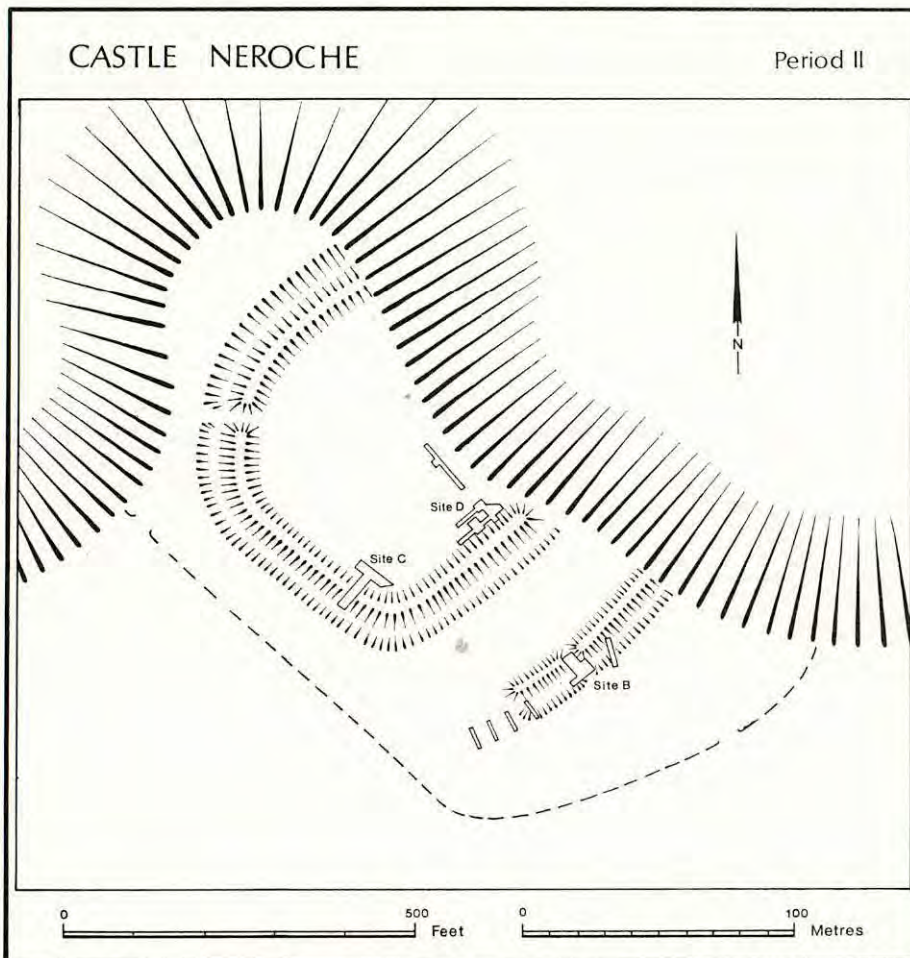 CASTLE NEROCHE
Period II
N
Site D
Site C
Site B
0 500 Feet
0 100 Metres